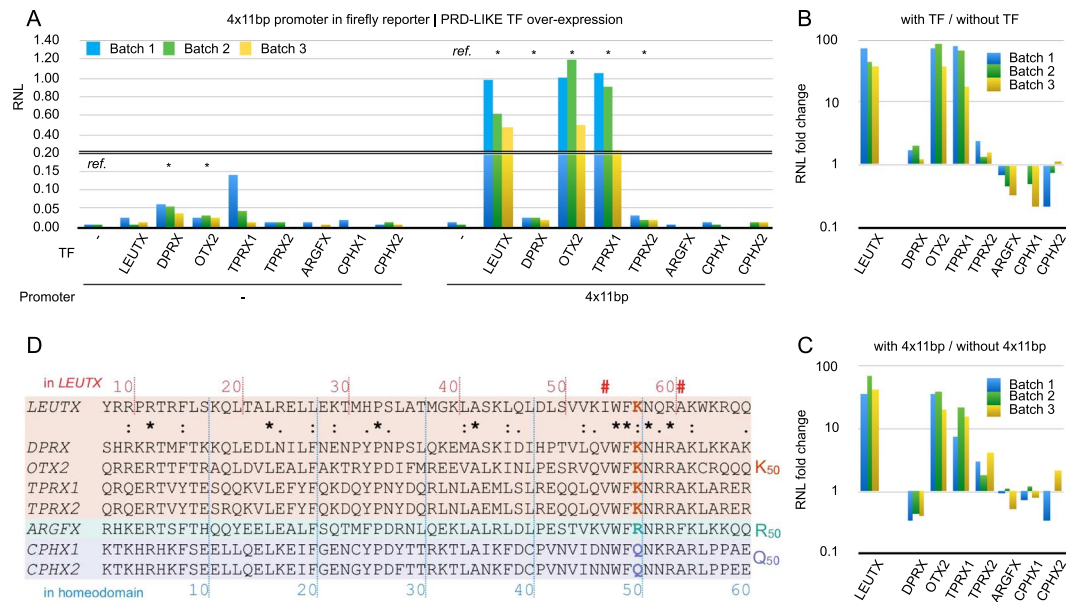 A
4x11bp promoter in firefly reporter | PRD-LIKE TF over-expression
1.40
1.20
1.00
0.80
0.60
0.40
0.20
0.15
0.10
0.05
0.00
RNL
Batch 1 Batch 2 Batch 3
ref. * * * * *
ref. * *
TF
- LEUTX DPRX OTX2 TPRX1 TPRX2 ARGFX CPHX1 CPHX2
- LEUTX DPRX OTX2 TPRX1 TPRX2 ARGFX CPHX1 CPHX2
Promoter - 4x11bp
B
with TF / without TF
100
10
1
0.1
RNL fold change
Batch 1
Batch 2
Batch 3
LEUTX DPRX OTX2 TPRX1 TPRX2 ARGFX CPHX1 CPHX2
C
with 4x11bp / without 4x11bp
100
10
1
0.1
RNL fold change
Batch 1
Batch 2
Batch 3
LEUTX DPRX OTX2 TPRX1 TPRX2 ARGFX CPHX1 CPHX2
D
in LEUTX 10 20 30 40 50 # 60 #
LEUTX YRRPRTRFLSKQLTALRELLEKTMHPSLATMGKLASKLQLDLSVVKIWFKNQRAKWKRQQ
: * : * . : : * . : * . : . : . * * : * . * : .
DPRX SHRKRTMFTKKQLEDLNILFNENPYPNPSLQKEMASKIDIHPTVLQVWFKNHRAKLKKAK
OTX2 QRRERTTFTRAQLDVLEALFAKTRYPDIFMREEVALKINLPESRVQVWFKNRRAKCRQQQ
TPRX1 QRQERTVYTESQQKVLEFYFQKDQYPNYDQRLNLAEMLSLREQQLQVWFKNRRAKLARER
TPRX2 QRQERTVYTESQQKVLEFYFQKDQYPNYDQRLNLAEMLSLREQQLQVWFKNRRAKLARER
K50
ARGFX RHKERTSFTHQQYEELEALFSQTMFPDRNLQEKLALRLDLPESTVKVWFRNRRFKLKKQQ
R50
CPHX1 KTKHRHKFSEELLQELKEIFGENCYPDYTTRKTLAIKFDCPVNVIDNWFQNKRARLPPAE
CPHX2 KTKHRHKFSEELLQELKEIFGENGYPDFTTRKTLANKFDCPVNVINNWFQNNRARLPPEE
Q50
in homeodomain 10 20 30 40 50 60